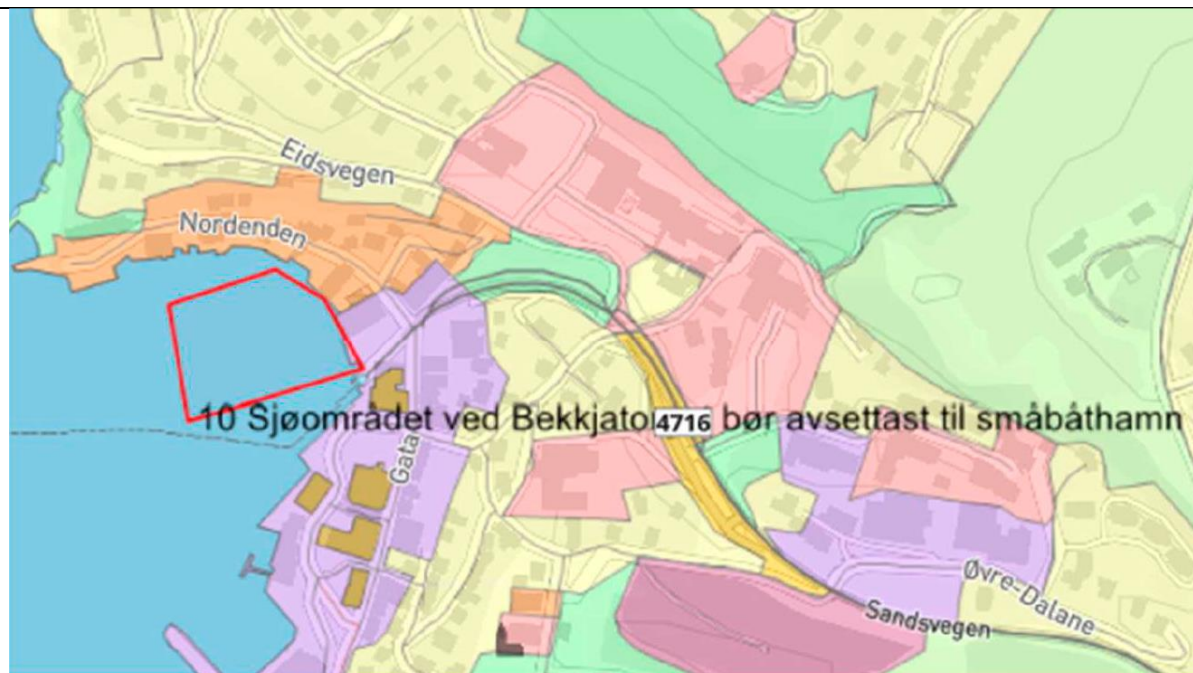 Eidsvegen
Nordenden
10 Sjøområdet ved Bekkjato 4716 bør avsettast til småbåthamn
Gata
Øvre-Dalane
Sandsvegen